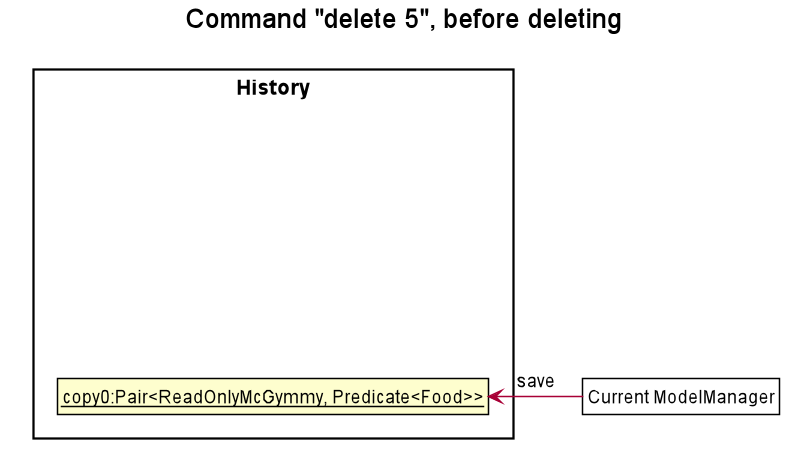 Command "delete 5", before deleting
History
save
copy0:Pair<ReadOnlyMcGymmy, Predicate<Food>>
Current ModelManager